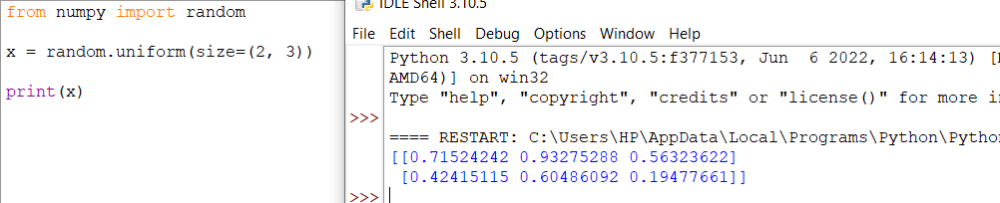 from numpy import random
x = random.uniform(size=(2, 3))
print(x)
IDLE Shell 3.10.5
File Edit Shell Debug Options Window Help
Python 3.10.5 (tags/v3.10.5:f377153, Jun 6 2022, 16:14:13) [
AMD64)] on win32
Type "help", "copyright", "credits" or "license()" for more
>>>
==== RESTART: C:\Users\HP\AppData\Local\Programs\Python\Pytho
[[0.71524242 0.93275288 0.56323622]
[0.42415115 0.60486092 0.19477661]]
>>>